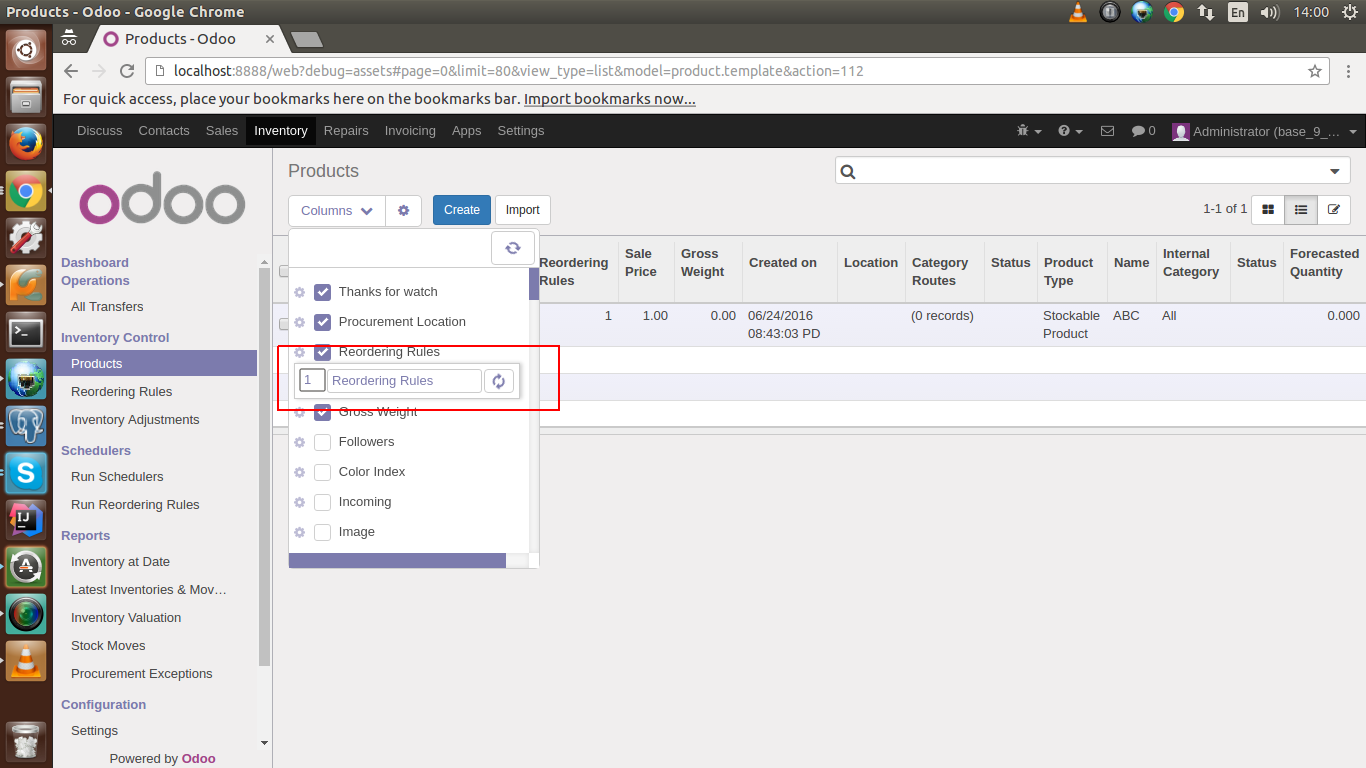 Products - Odoo - Google Chrome
En
14:00
Products - Odoo
localhost:8888/web?debug=assets#page=0&limit=80&view_type=list&model=product.template&action=112
For quick access, place your bookmarks here on the bookmarks bar. Import bookmarks now...
Discuss Contacts Sales Inventory Repairs Invoicing Apps Settings
0
Administrator (base_9_...
odoo
Dashboard
Operations
All Transfers
Inventory Control
Products
Reordering Rules
Inventory Adjustments
Schedulers
Run Schedulers
Run Reordering Rules
Reports
Inventory at Date
Latest Inventories & Mov…
Inventory Valuation
Stock Moves
Procurement Exceptions
Configuration
Settings
Powered by Odoo
Products
Columns
Create
Import
1-1 of 1
Thanks for watch
Procurement Location
Reordering Rules
1 Reordering Rules
Gross Weight
Followers
Color Index
Incoming
Image
Reordering Rules
Sale Price
Gross Weight
Created on
Location
Category Routes
Status
Product Type
Name
Internal Category
Status
Forecasted Quantity
1
1.00
0.00
06/24/2016 08:43:03 PD
(0 records)
Stockable Product
ABC
All
0.000